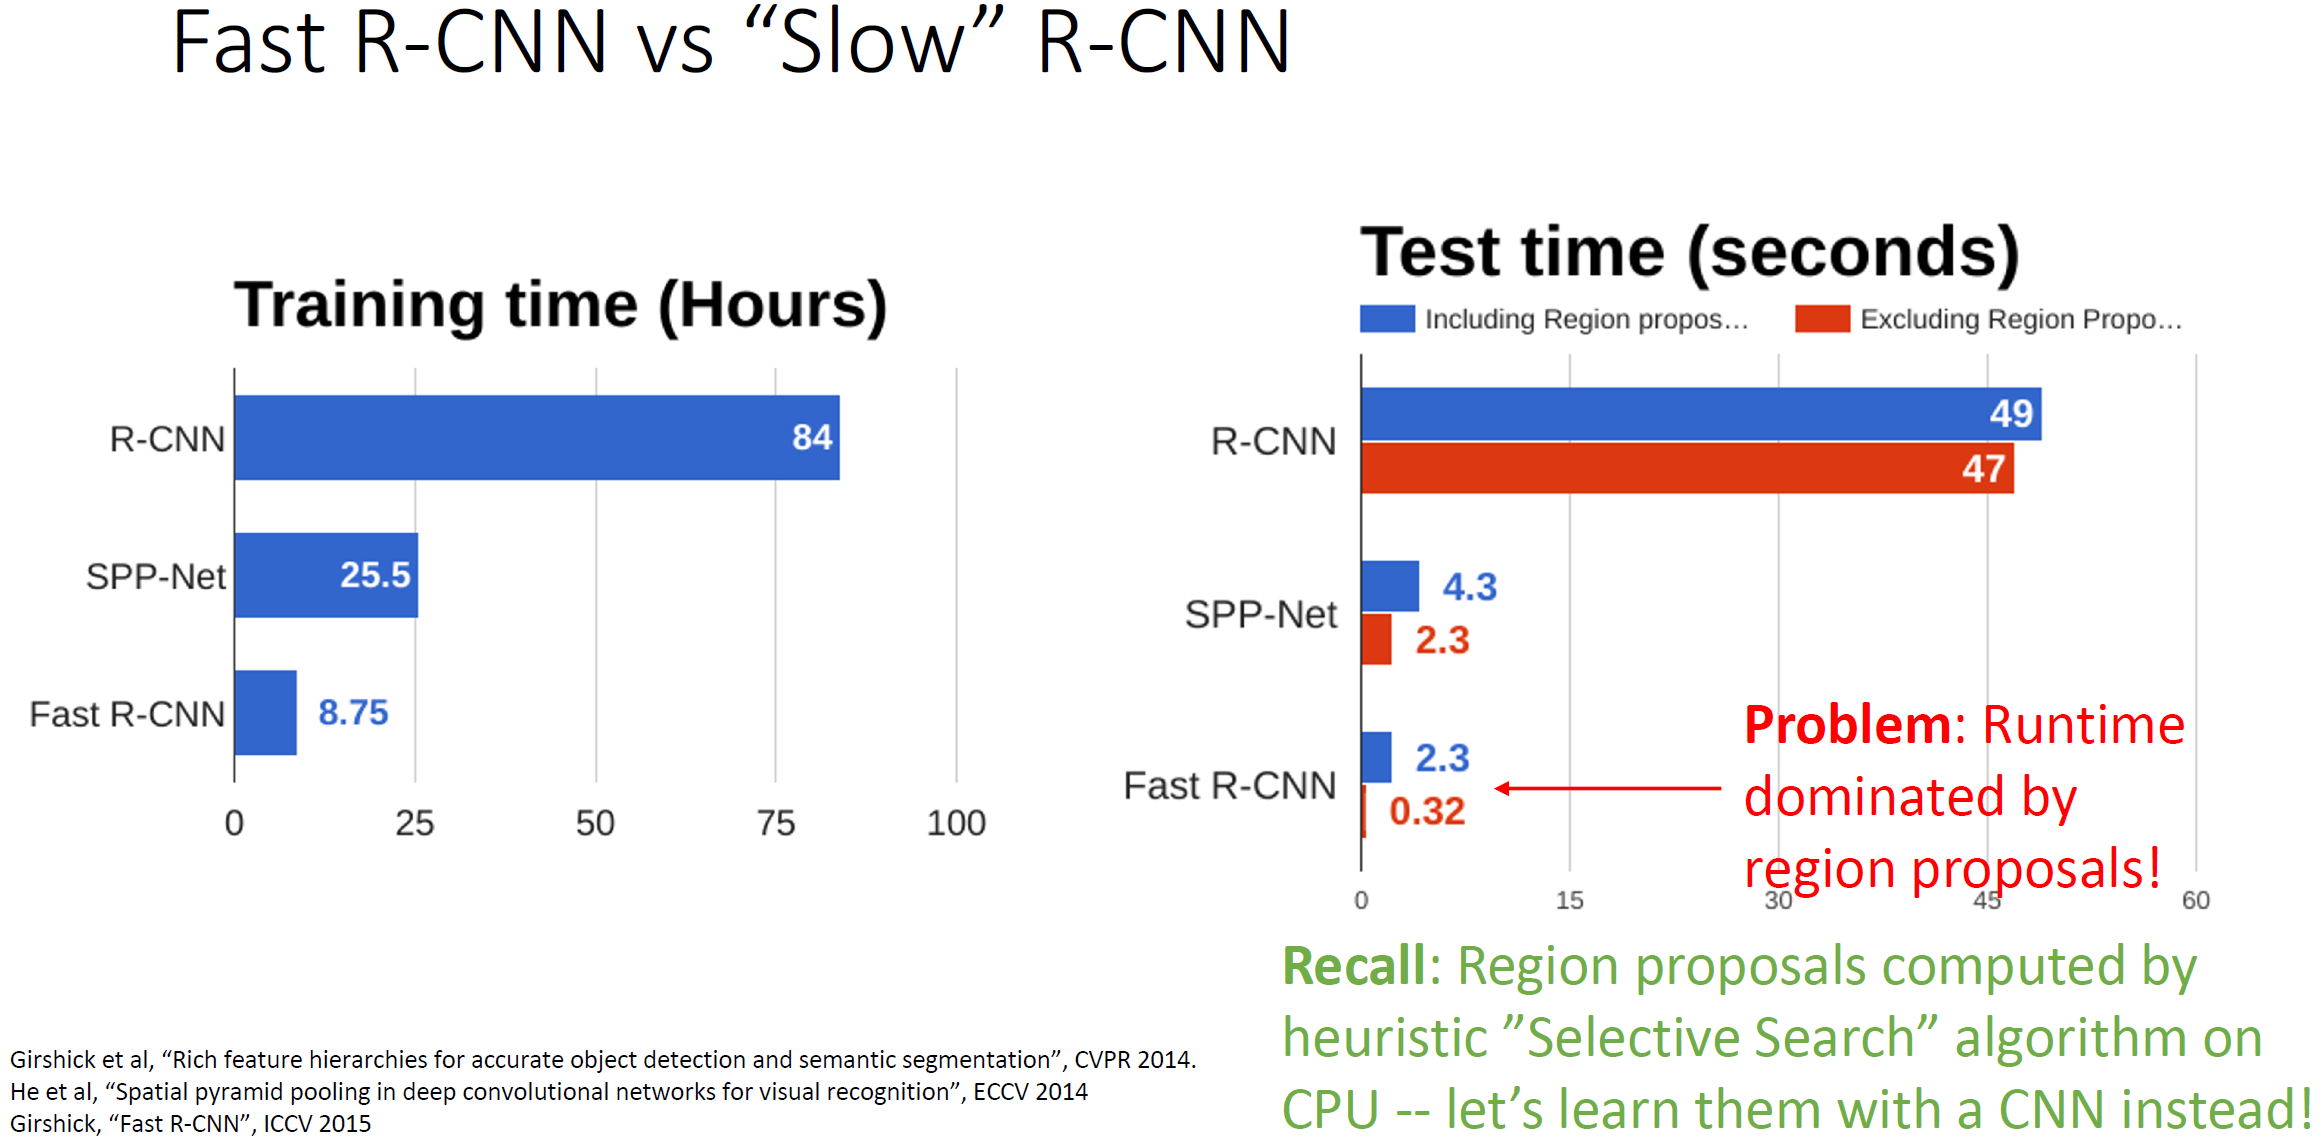 Fast R-CNN vs “Slow” R-CNN
Training time (Hours)
R-CNN
84
SPP-Net
25.5
Fast R-CNN
8.75
0 25 50 75 100
Test time (seconds)
Including Region propos... Excluding Region Propo...
R-CNN
49
47
SPP-Net
4.3
2.3
Fast R-CNN
2.3
0.32
0 15 30 45 60
Problem: Runtime
dominated by
region proposals!
Recall: Region proposals computed by
heuristic ”Selective Search” algorithm on
CPU -- let’s learn them with a CNN instead!
Girshick et al, “Rich feature hierarchies for accurate object detection and semantic segmentation”, CVPR 2014.
He et al, “Spatial pyramid pooling in deep convolutional networks for visual recognition”, ECCV 2014
Girshick, “Fast R-CNN”, ICCV 2015